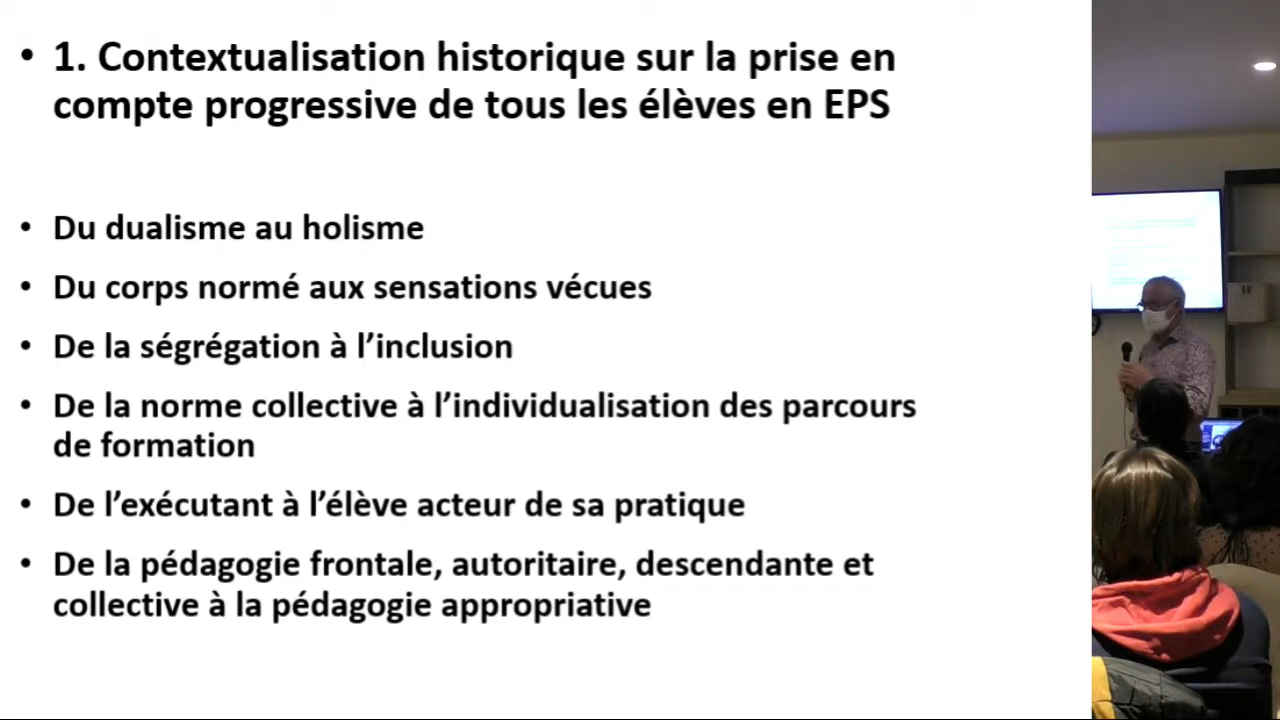 • 1. Contextualisation historique sur la prise en
compte progressive de tous les élèves en EPS
• Du dualisme au holisme
• Du corps normé aux sensations vécues
• De la ségrégation à l’inclusion
• De la norme collective à l’individualisation des parcours
de formation
• De l’exécutant à l’élève acteur de sa pratique
• De la pédagogie frontale, autoritaire, descendante et
collective à la pédagogie appropriative